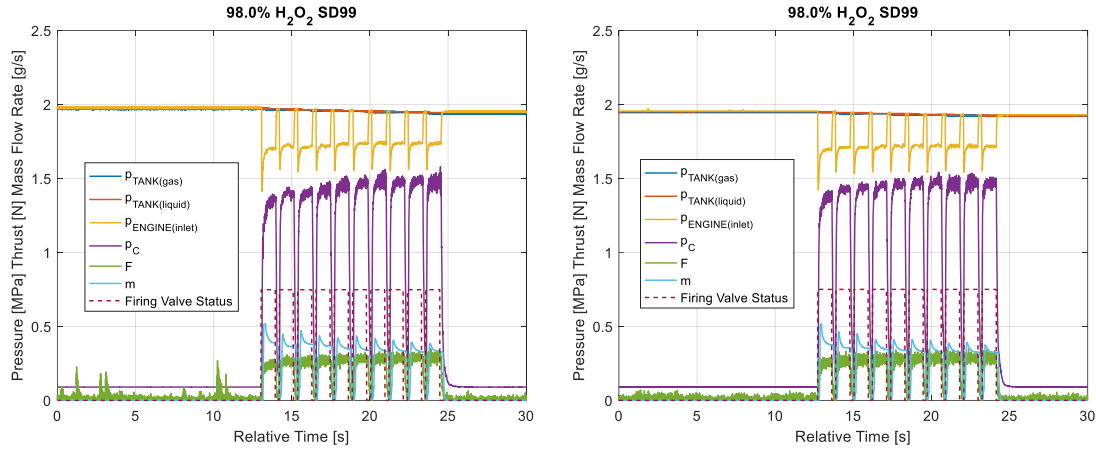 98.0% H2O2 SD99
2.5
2
1.5
1
0.5
0
Pressure [MPa] Thrust [N] Mass Flow Rate [g/s]
pTANK(gas)
pTANK(liquid)
pENGINE(inlet)
pC
F
m
Firing Valve Status
0 5 10 15 20 25 30
Relative Time [s]
98.0% H2O2 SD99
2.5
2
1.5
1
0.5
0
Pressure [MPa] Thrust [N] Mass Flow Rate [g/s]
pTANK(gas)
pTANK(liquid)
pENGINE(inlet)
pC
F
m
Firing Valve Status
0 5 10 15 20 25 30
Relative Time [s]